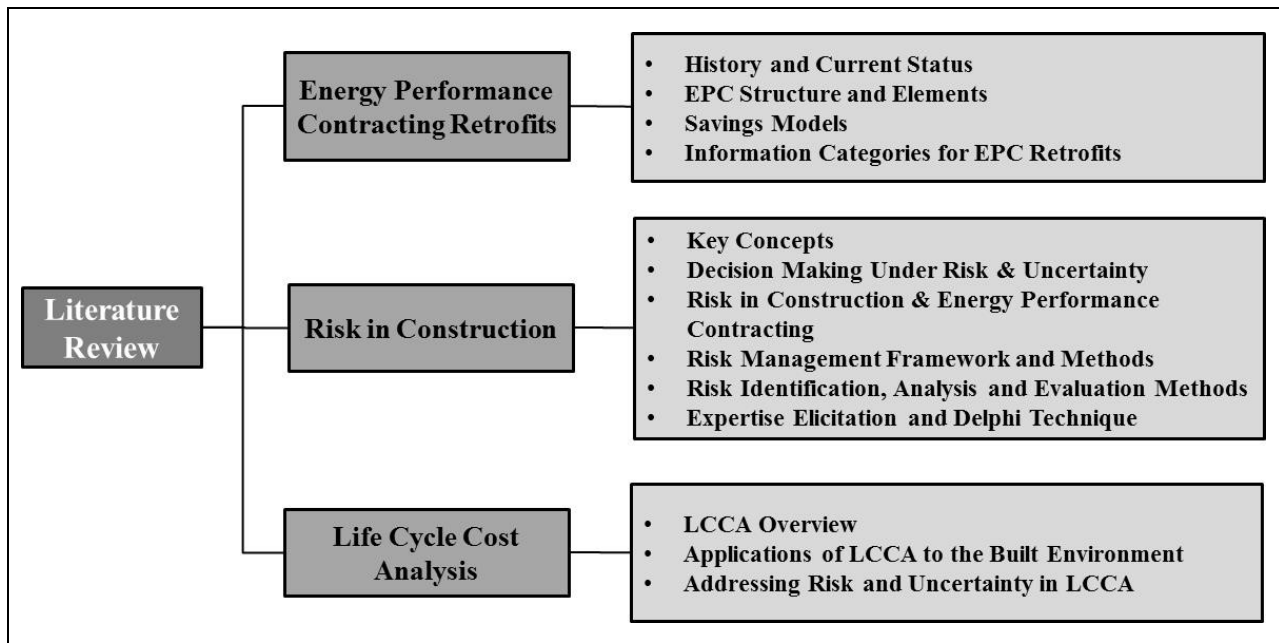 Literature
Review
Energy Performance
Contracting Retrofits
• History and Current Status
• EPC Structure and Elements
• Savings Models
• Information Categories for EPC Retrofits
Risk in Construction
• Key Concepts
• Decision Making Under Risk & Uncertainty
• Risk in Construction & Energy Performance
Contracting
• Risk Management Framework and Methods
• Risk Identification, Analysis and Evaluation Methods
• Expertise Elicitation and Delphi Technique
Life Cycle Cost
Analysis
• LCCA Overview
• Applications of LCCA to the Built Environment
• Addressing Risk and Uncertainty in LCCA